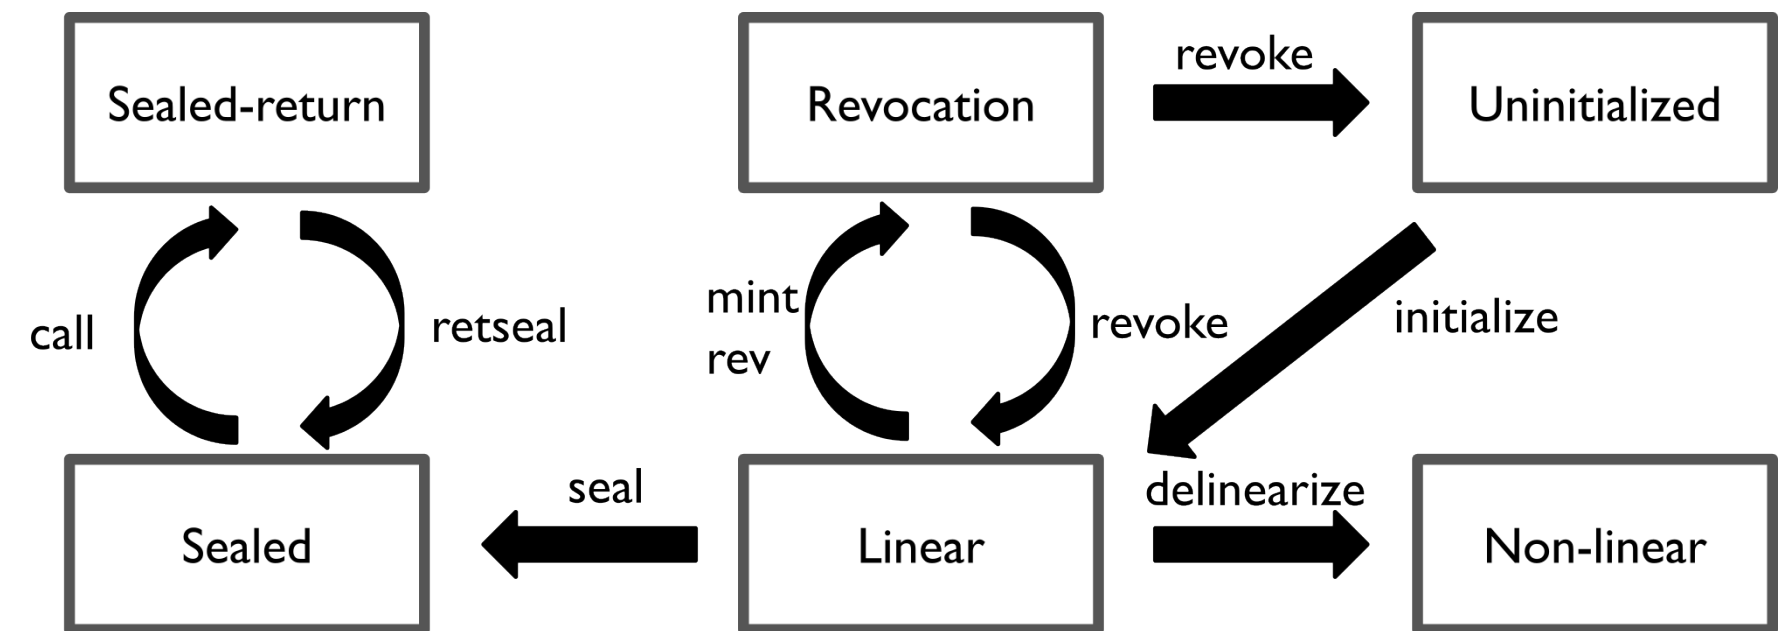 revoke
Sealed-return
Revocation
Uninitialized
call
retseal
mint
rev
revoke
initialize
seal
delinearize
Sealed
Linear
Non-linear